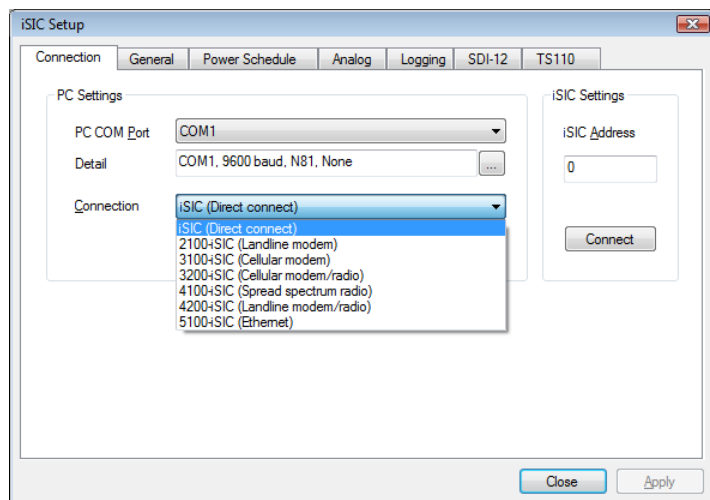 iSIC Setup
Connection General Power Schedule Analog Logging SDI-12 TS110
PC Settings
iSIC Settings
PC COM Port COM1
iSIC Address
Detail COM1, 9600 baud, N81, None ...
0
Connection iSIC (Direct connect)
iSIC (Direct connect)
2100-iSIC (Landline modem)
3100-iSIC (Cellular modem)
3200-iSIC (Cellular modem/radio)
4100-iSIC (Spread spectrum radio)
4200-iSIC (Landline modem/radio)
5100-iSIC (Ethernet)
Connect
Close Apply